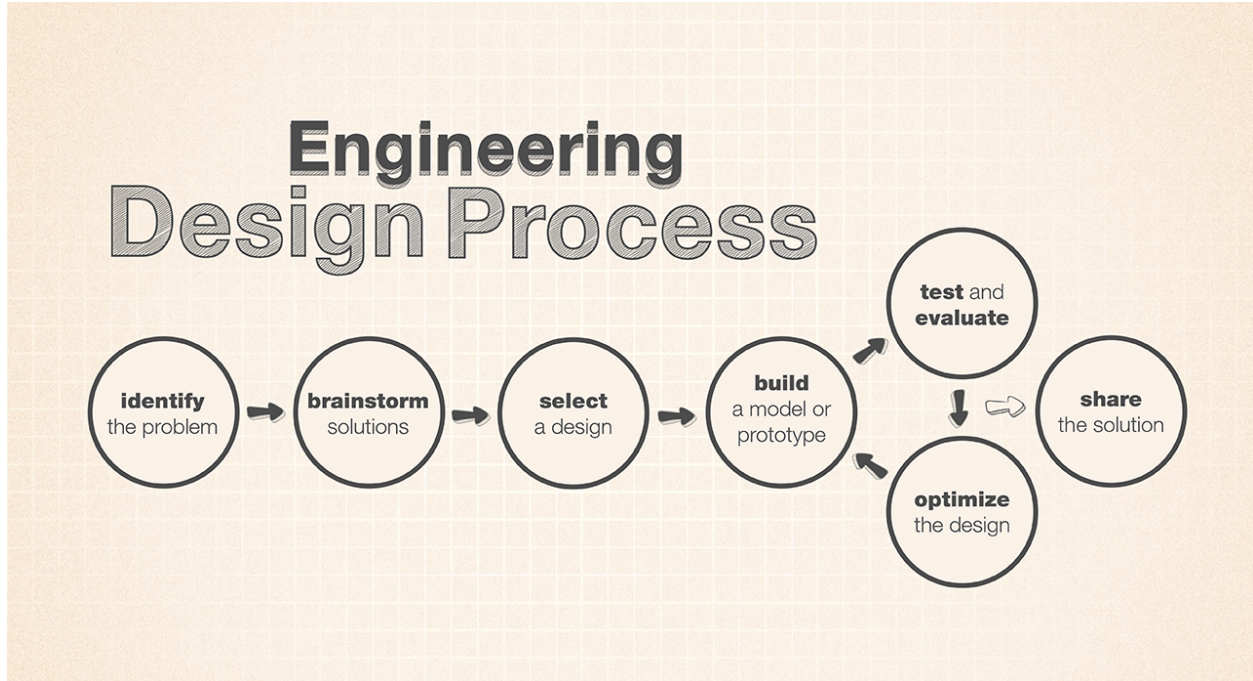 Engineering
Design Process
identify
the problem
brainstorm
solutions
select
a design
build
a model or
prototype
test and
evaluate
optimize
the design
share
the solution